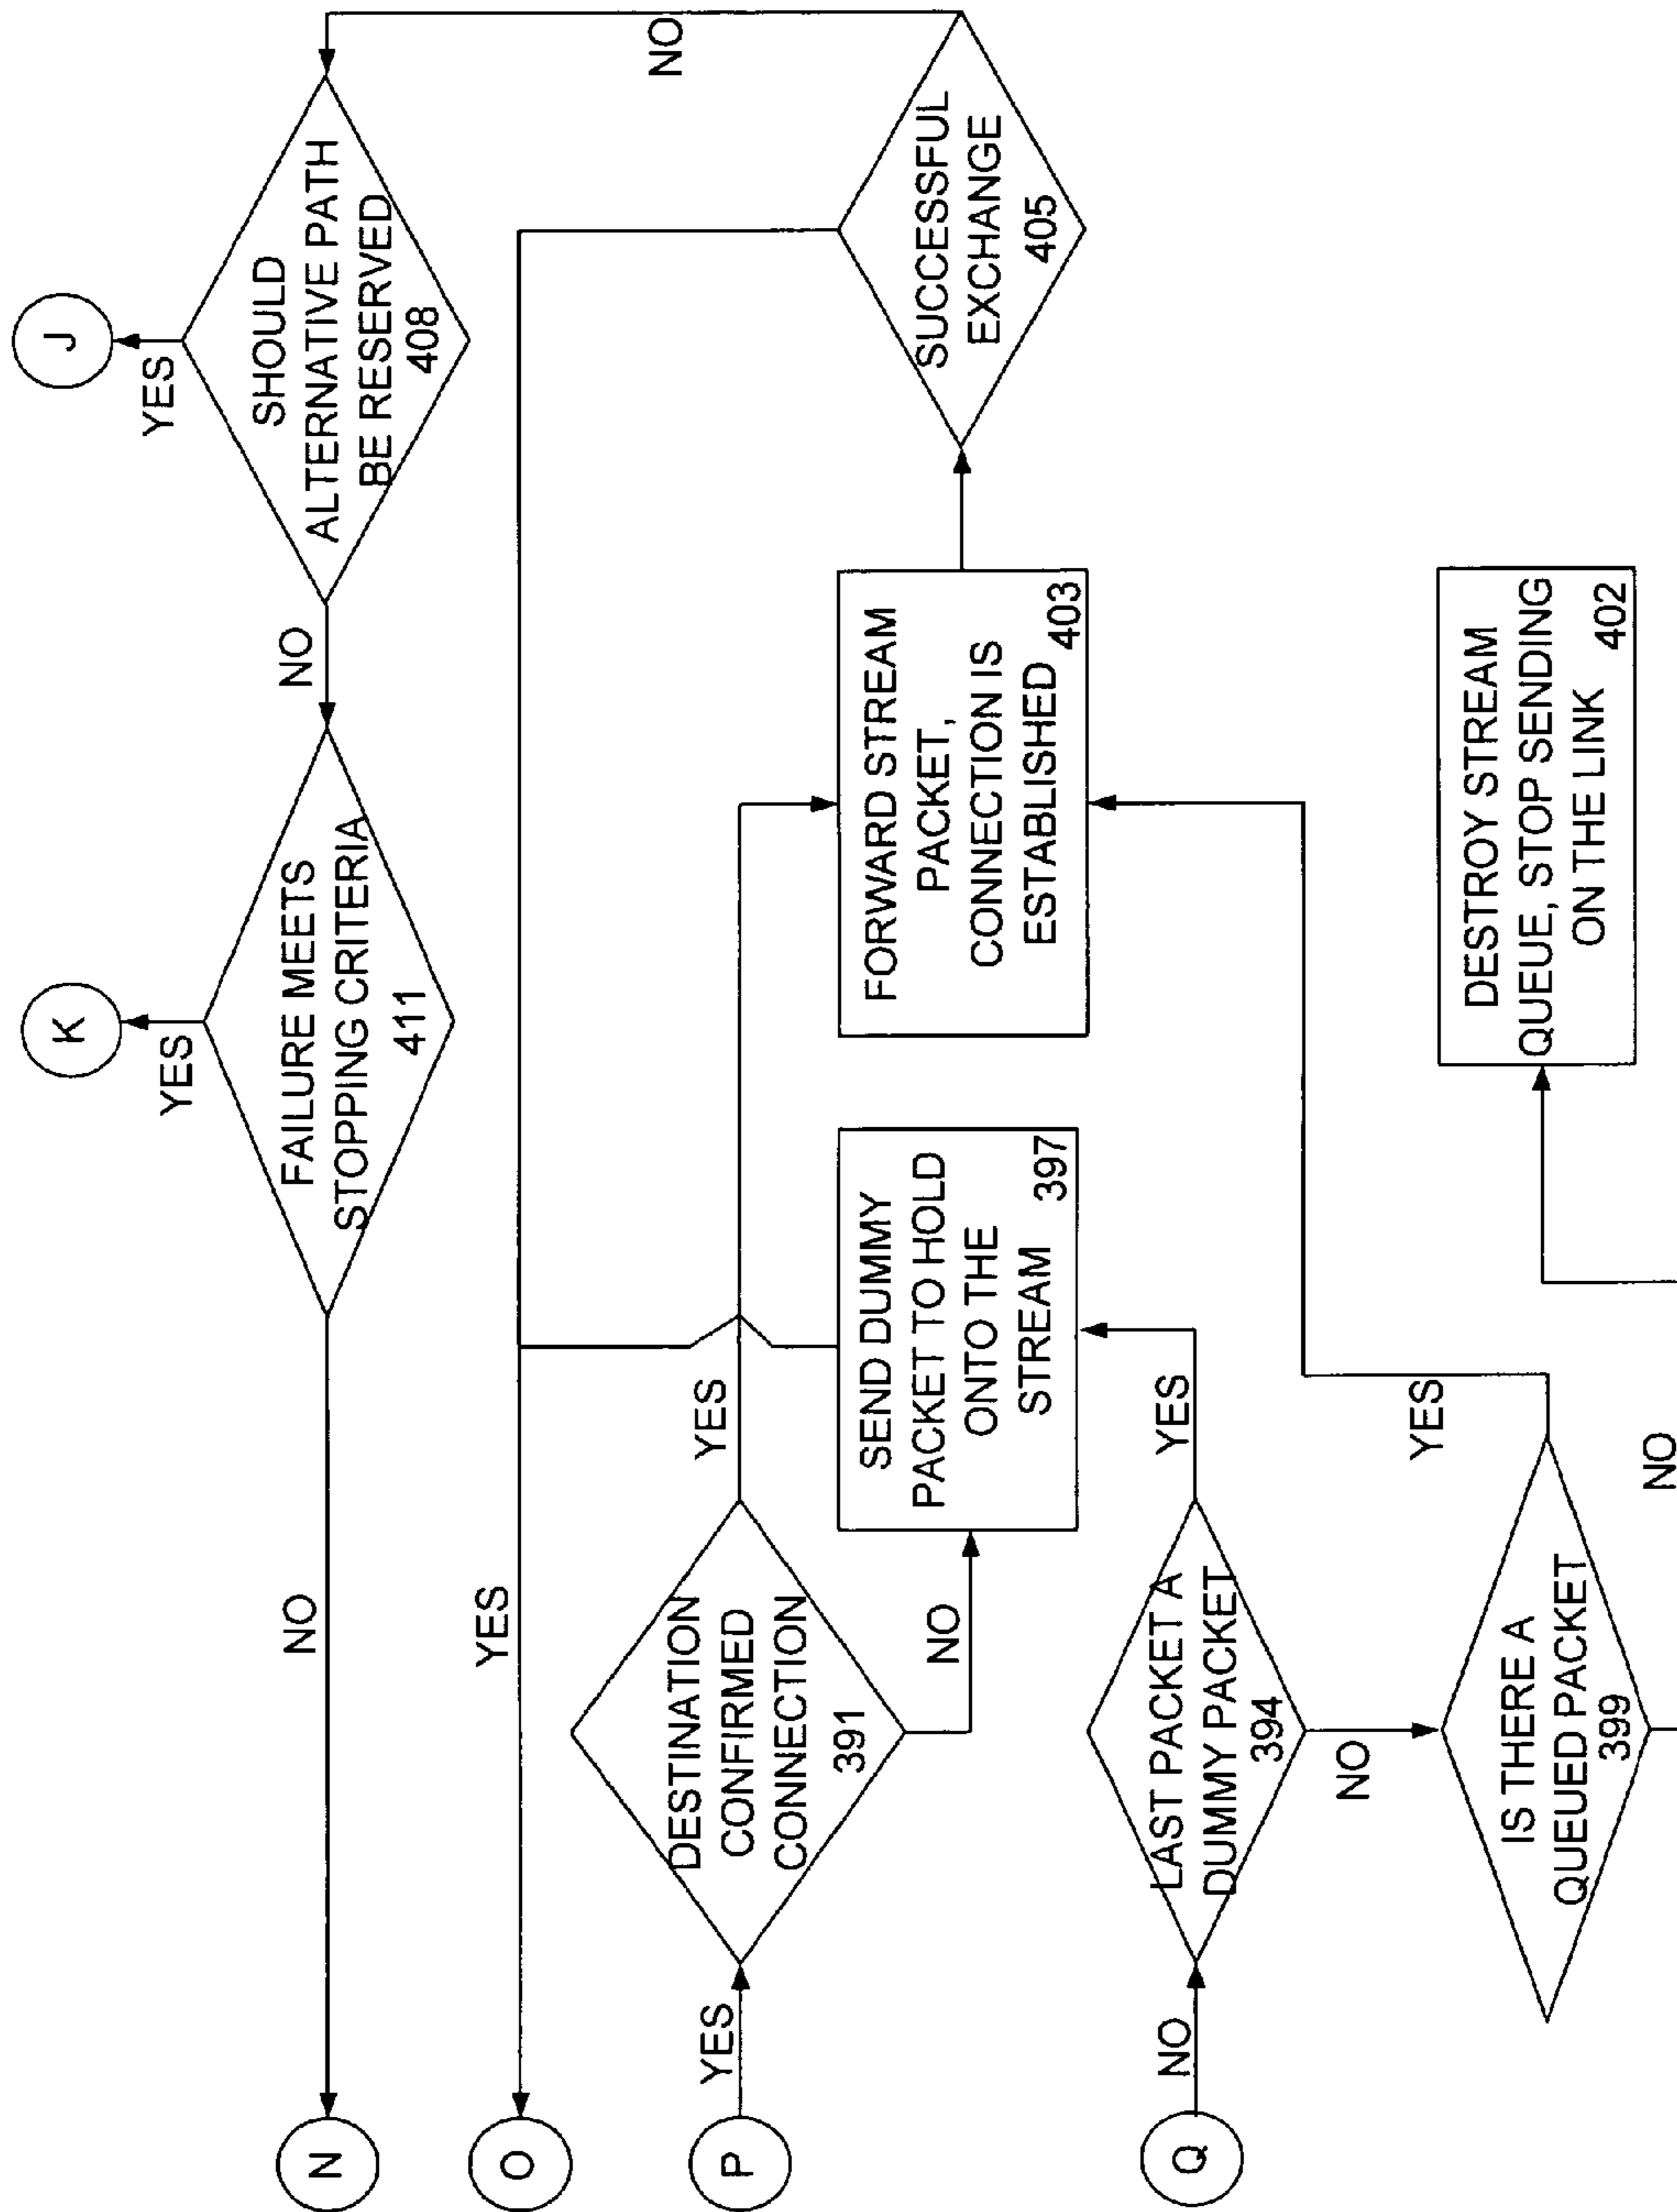 N
NO
FAILURE MEETS
STOPPING CRITERIA
411
YES
K
NO
SHOULD
ALTERNATIVE PATH
BE RESERVED
408
YES
J
O
YES
NO
P
YES
DESTINATION
CONFIRMED
CONNECTION
391
YES
NO
SEND DUMMY
PACKET TO HOLD
ONTO THE
STREAM 397
FORWARD STREAM
PACKET,
CONNECTION IS
ESTABLISHED 403
SUCCESSFUL
EXCHANGE
405
Q
NO
LAST PACKET A
DUMMY PACKET
394
YES
NO
IS THERE A
QUEUED PACKET
399
YES
NO
DESTROY STREAM
QUEUE, STOP SENDING
ON THE LINK 402